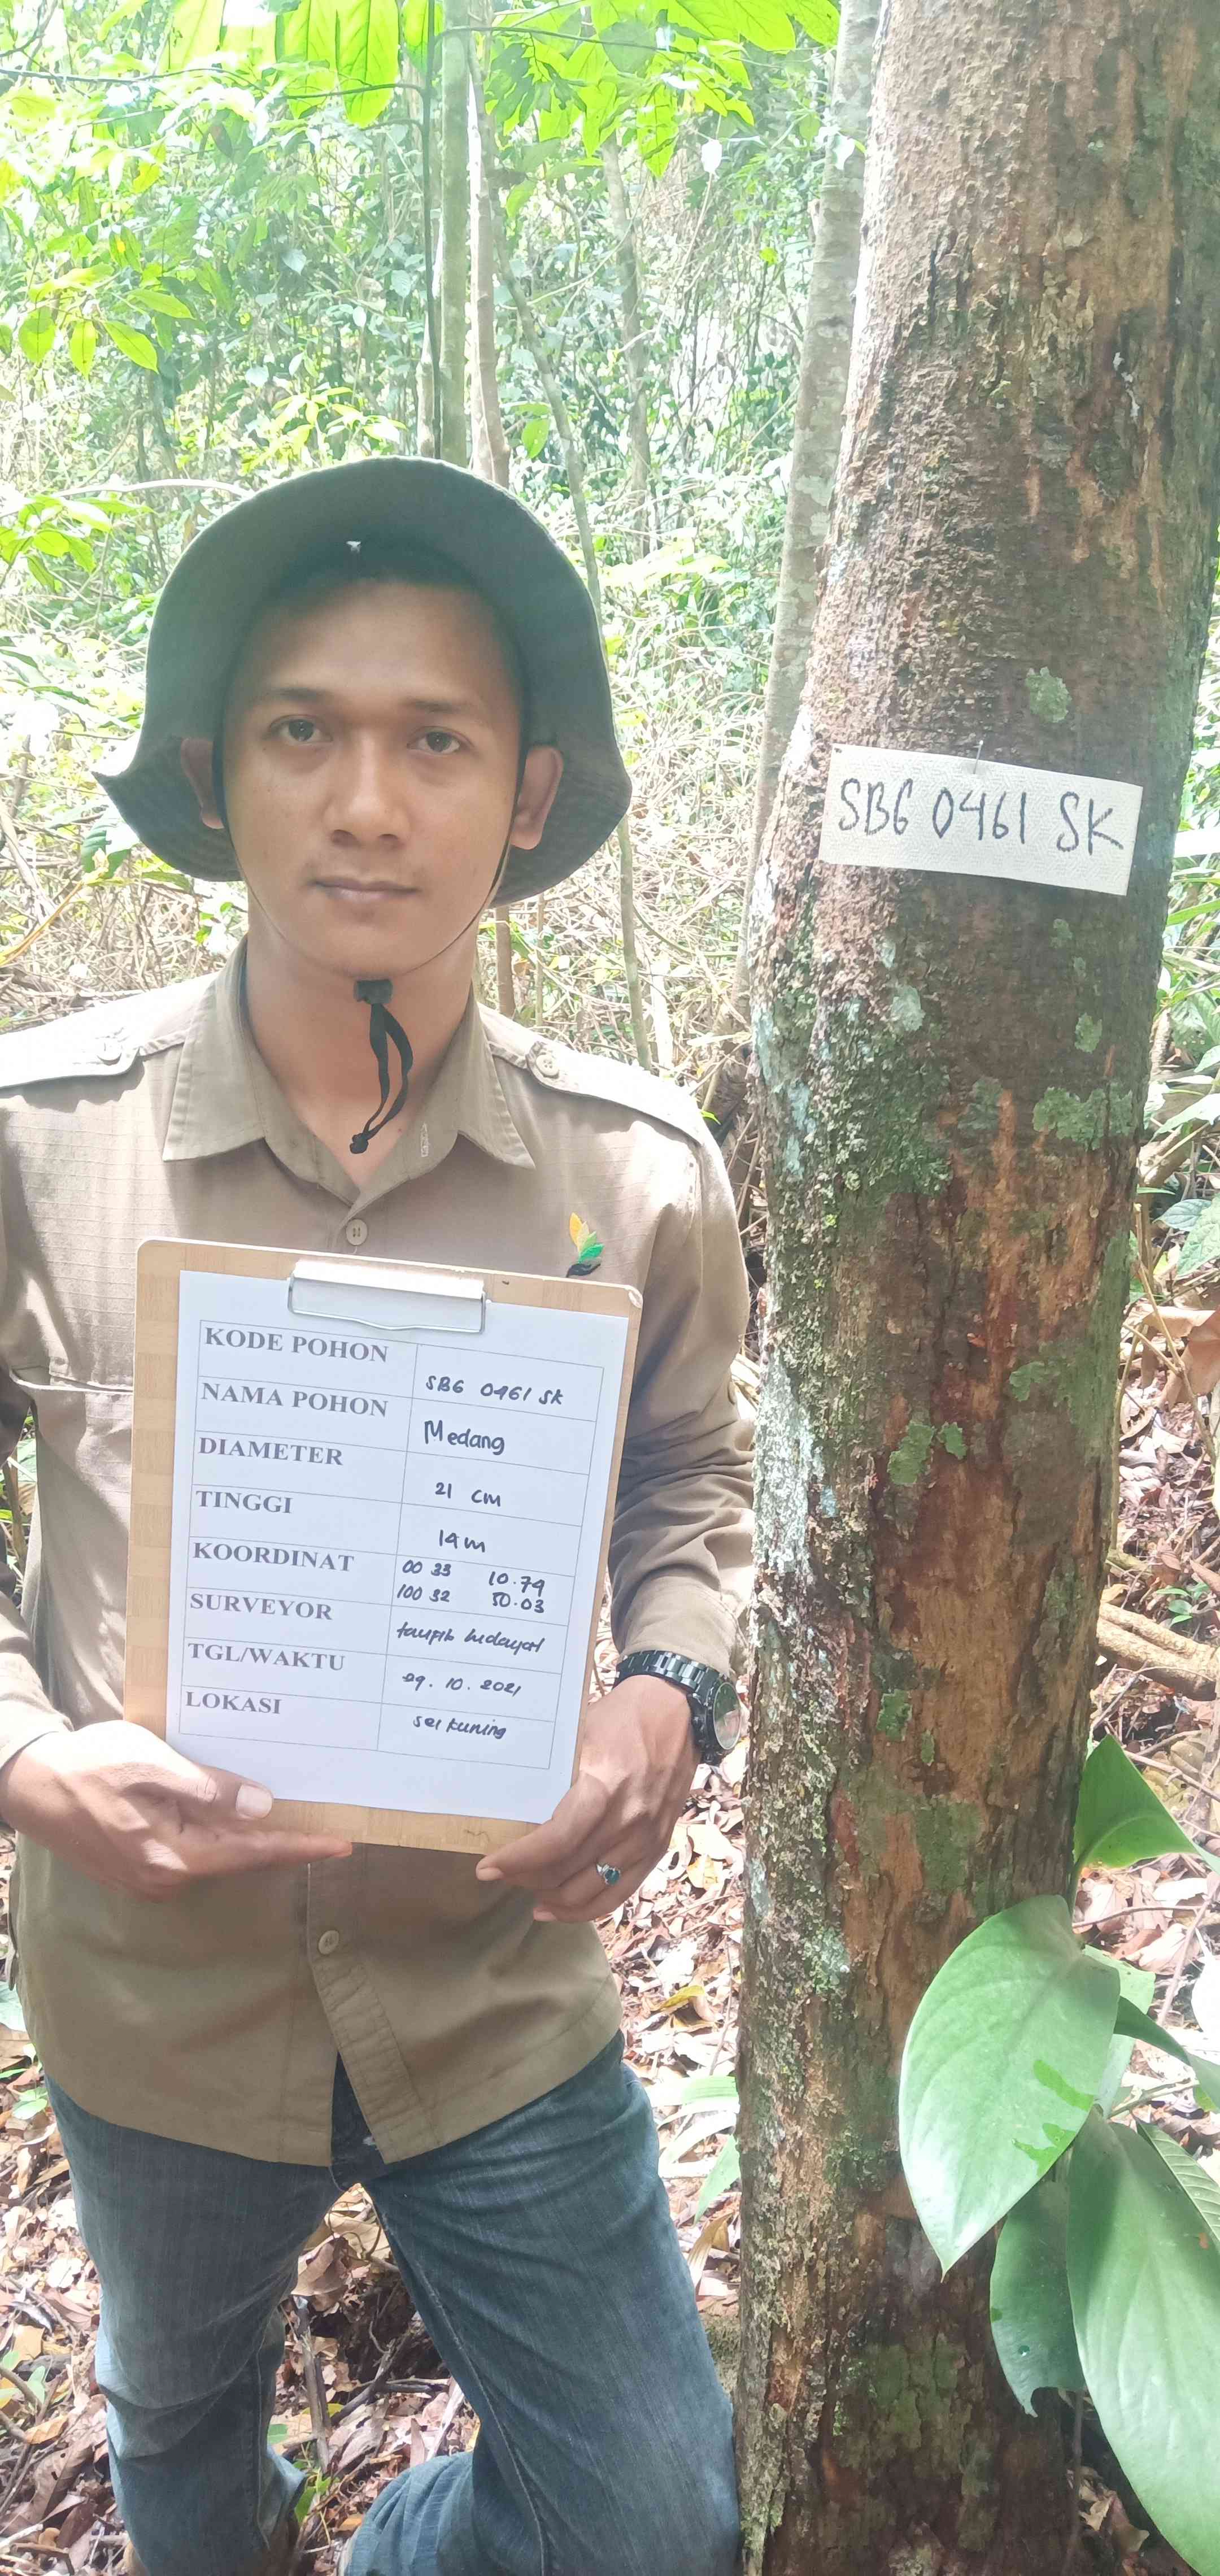 SBG 0461 SK
KODE POHON SBG 0461 SK
NAMA POHON Medang
DIAMETER 21 cm
TINGGI 14 m
KOORDINAT 00 33 10.79
100 32 50.03
SURVEYOR taufik hidayat
TGL/WAKTU 29. 10. 2021
LOKASI sei kuning